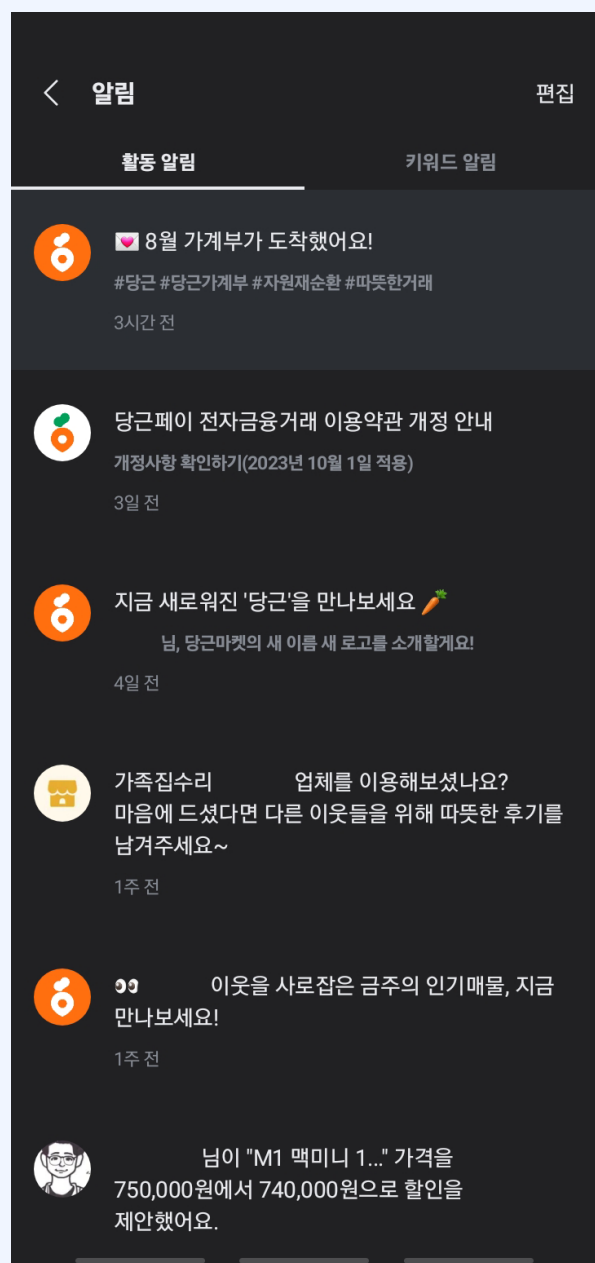 알림
편집
활동 알림
키워드 알림
💌 8월 가계부가 도착했어요!
#당근 #당근가계부 #자원재순환 #따뜻한거래
3시간 전
당근페이 전자금융거래 이용약관 개정 안내
개정사항 확인하기(2023년 10월 1일 적용)
3일 전
지금 새로워진 '당근'을 만나보세요 🥕
님, 당근마켓의 새 이름 새 로고를 소개할게요!
4일 전
가족집수리 업체를 이용해보셨나요?
마음에 드셨다면 다른 이웃들을 위해 따뜻한 후기를
남겨주세요~
1주 전
👀 이웃을 사로잡은 금주의 인기매물, 지금
만나보세요!
1주 전
님이 "M1 맥미니 1..." 가격을
750,000원에서 740,000원으로 할인을
제안했어요.